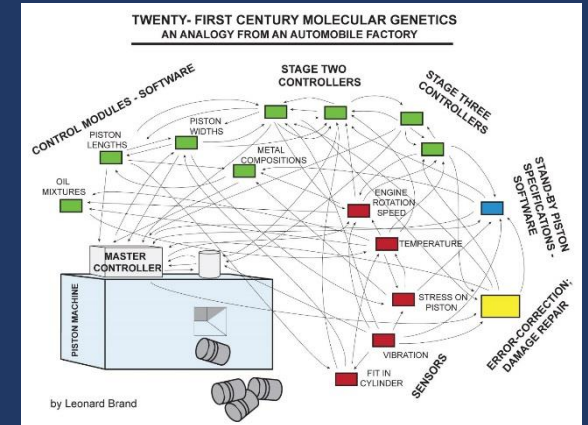 TWENTY- FIRST CENTURY MOLECULAR GENETICS
AN ANALOGY FROM AN AUTOMOBILE FACTORY
CONTROL MODULES - SOFTWARE
STAGE TWO
CONTROLLERS
STAGE THREE
CONTROLLERS
PISTON
LENGTHS
PISTON
WIDTHS
METAL
COMPOSITIONS
OIL
MIXTURES
ENGINE
ROTATION
SPEED
STAND-BY PISTON
SPECIFICATIONS -
SOFTWARE
TEMPERATURE
MASTER
CONTROLLER
PISTON MACHINE
STRESS ON
PISTON
ERROR-CORRECTION;
DAMAGE REPAIR
VIBRATION
SENSORS
FIT IN
CYLINDER
by Leonard Brand